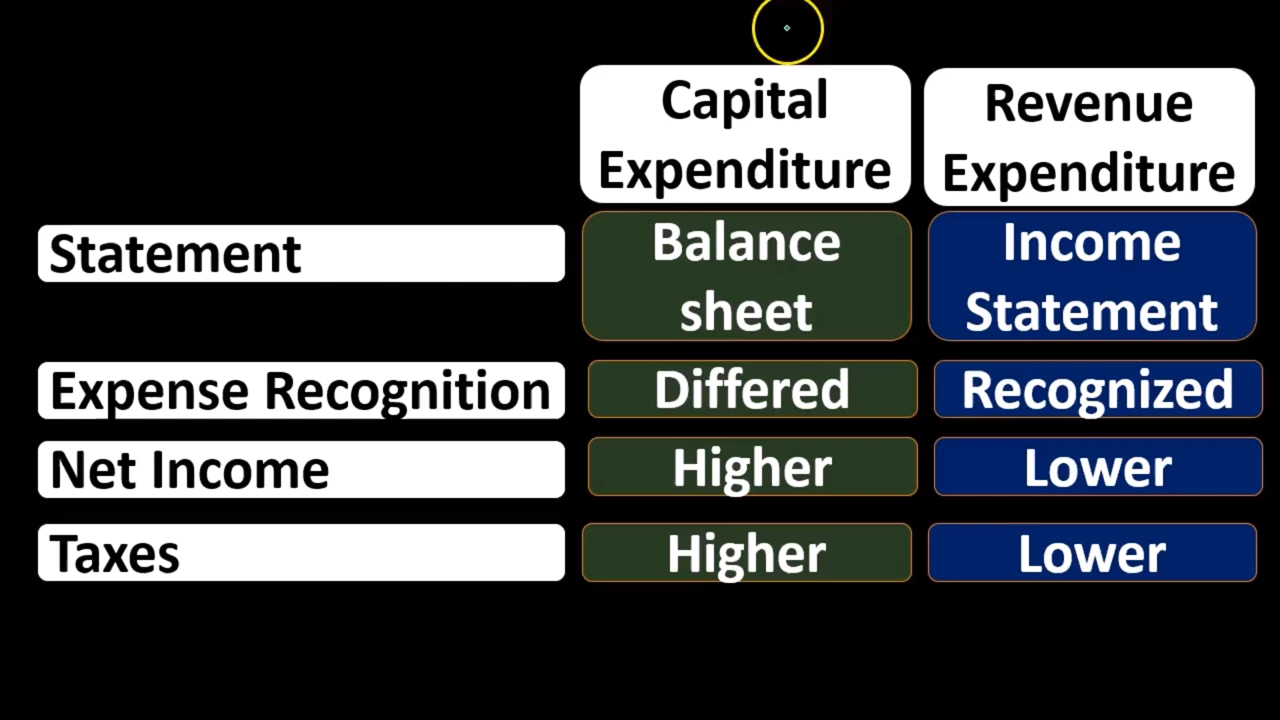 Capital
Expenditure
Revenue
Expenditure
Statement
Balance
sheet
Income
Statement
Expense Recognition
Differed
Recognized
Net Income
Higher
Lower
Taxes
Higher
Lower